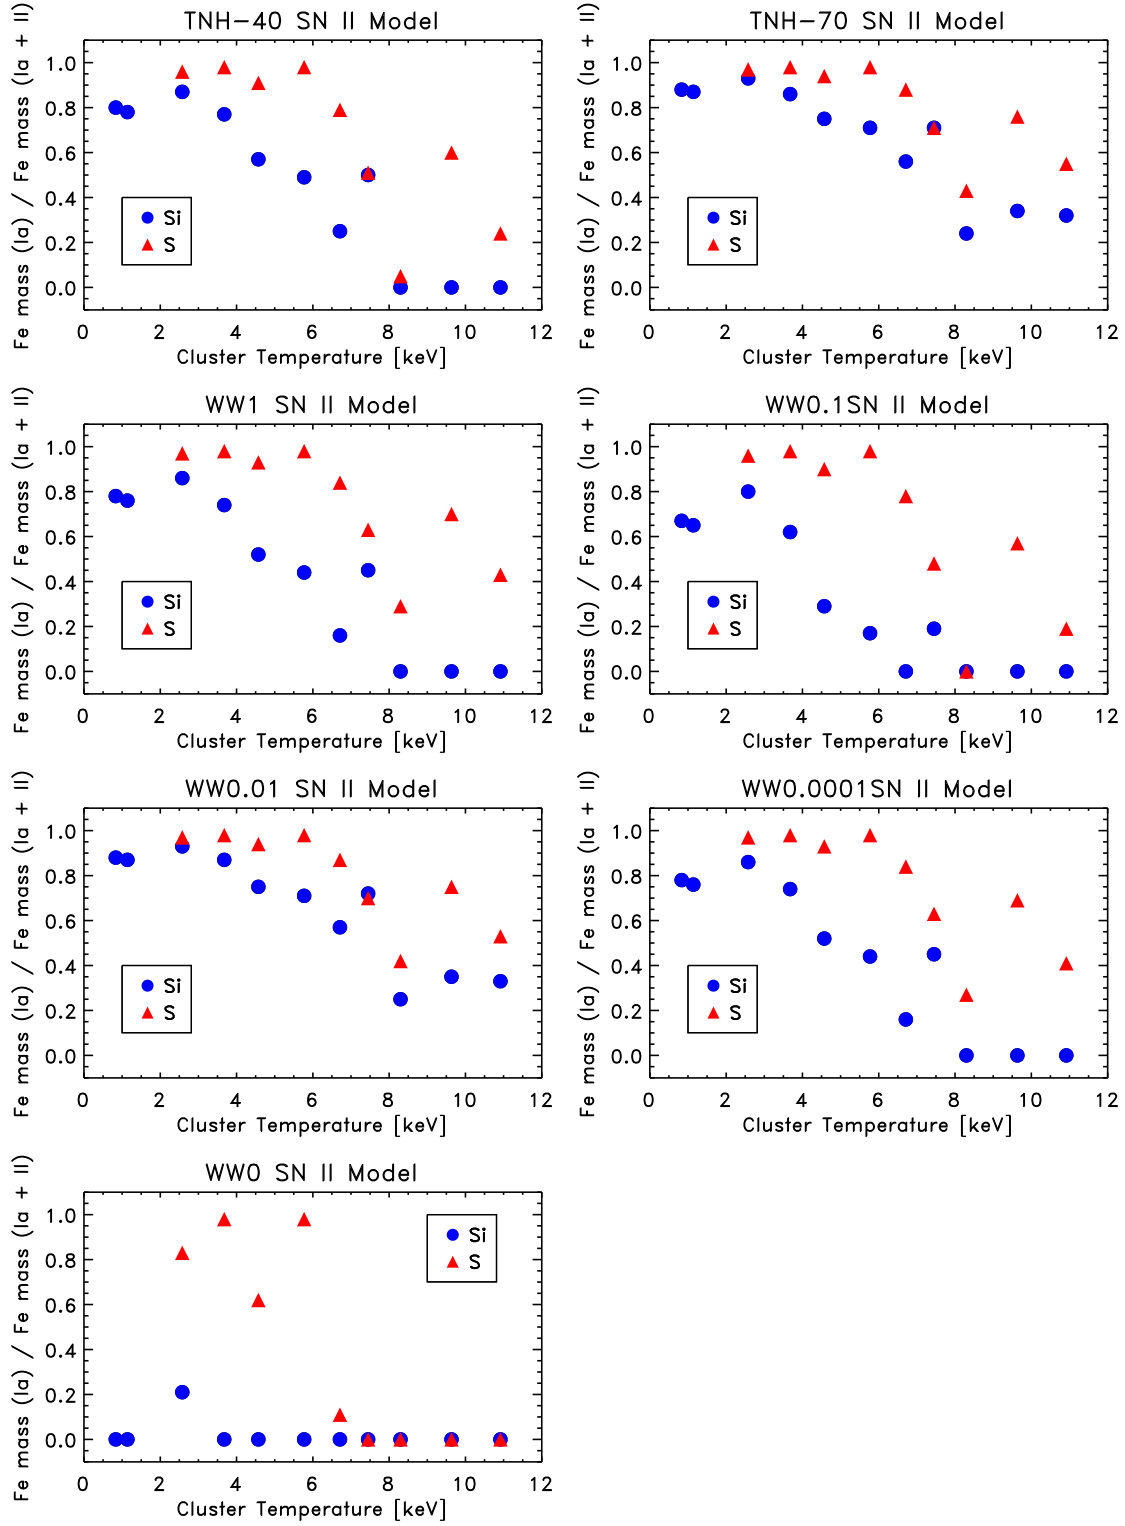 TNH-40 SN II Model
Fe mass (Ia) / Fe mass (Ia + II)
1.0
0.8
0.6
0.4
0.2
0.0
Si
S
0 2 4 6 8 10 12
Cluster Temperature [keV]
TNH-70 SN II Model
Fe mass (Ia) / Fe mass (Ia + II)
1.0
0.8
0.6
0.4
0.2
0.0
Si
S
0 2 4 6 8 10 12
Cluster Temperature [keV]
WW1 SN II Model
Fe mass (Ia) / Fe mass (Ia + II)
1.0
0.8
0.6
0.4
0.2
0.0
Si
S
0 2 4 6 8 10 12
Cluster Temperature [keV]
WW0.1SN II Model
Fe mass (Ia) / Fe mass (Ia + II)
1.0
0.8
0.6
0.4
0.2
0.0
Si
S
0 2 4 6 8 10 12
Cluster Temperature [keV]
WW0.01 SN II Model
Fe mass (Ia) / Fe mass (Ia + II)
1.0
0.8
0.6
0.4
0.2
0.0
Si
S
0 2 4 6 8 10 12
Cluster Temperature [keV]
WW0.0001SN II Model
Fe mass (Ia) / Fe mass (Ia + II)
1.0
0.8
0.6
0.4
0.2
0.0
Si
S
0 2 4 6 8 10 12
Cluster Temperature [keV]
WW0 SN II Model
Fe mass (Ia) / Fe mass (Ia + II)
1.0
0.8
0.6
0.4
0.2
0.0
Si
S
0 2 4 6 8 10 12
Cluster Temperature [keV]